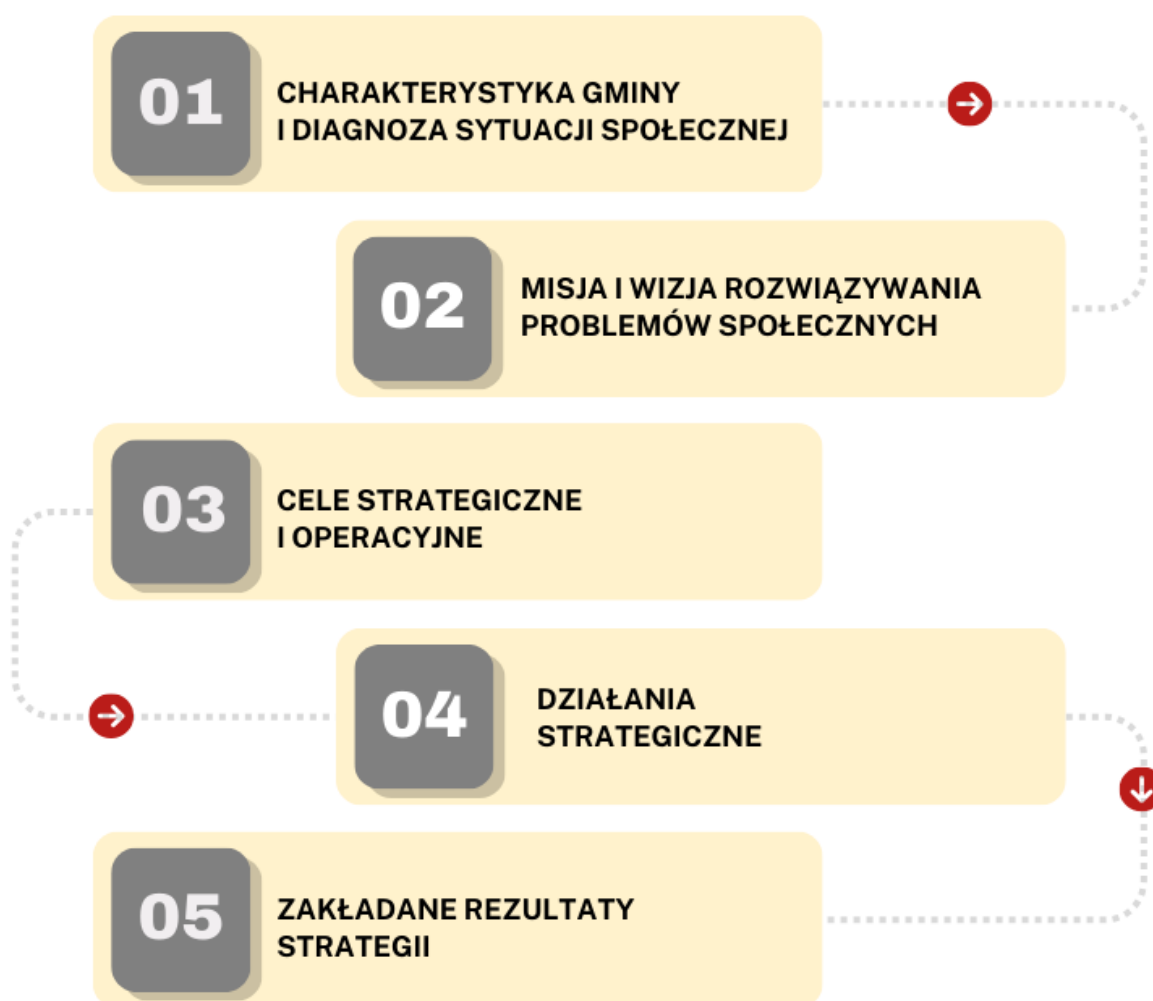 01
CHARAKTERYSTYKA GMINY
I DIAGNOZA SYTUACJI SPOŁECZNEJ
02
MISJA I WIZJA ROZWIĄZYWANIA
PROBLEMÓW SPOŁECZNYCH
03
CELE STRATEGICZNE
I OPERACYJNE
04
DZIAŁANIA
STRATEGICZNE
05
ZAKŁADANE REZULTATY
STRATEGII